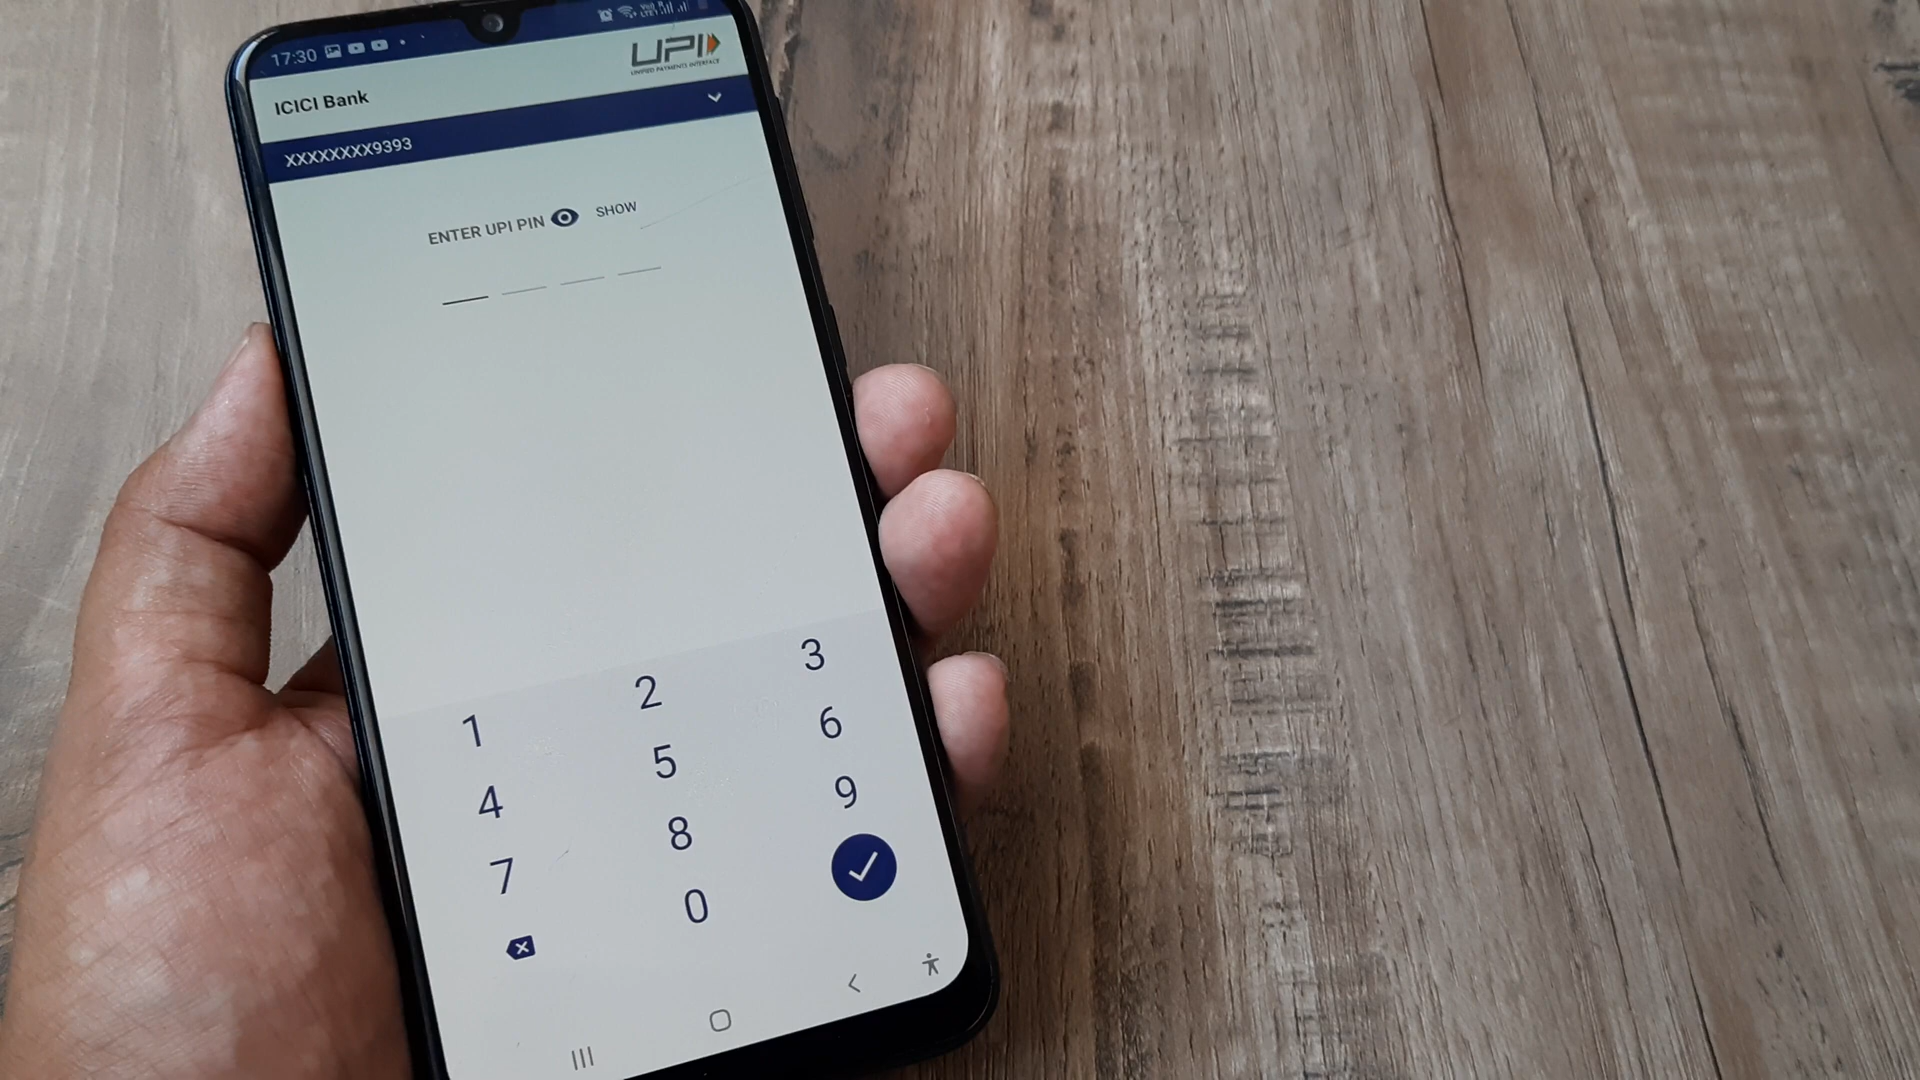 17:30
UPI
UNIFIED PAYMENTS INTERFACE
ICICI Bank
XXXXXXXX9393
ENTER UPI PIN SHOW
1 2 3
4 5 6
7 8 9
0